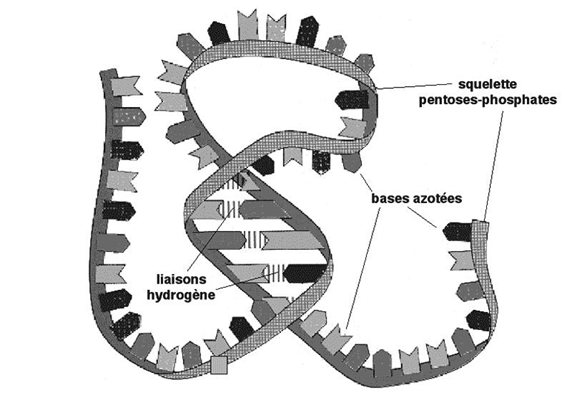 squelette
pentoses-phosphates
bases azotées
liaisons
hydrogène